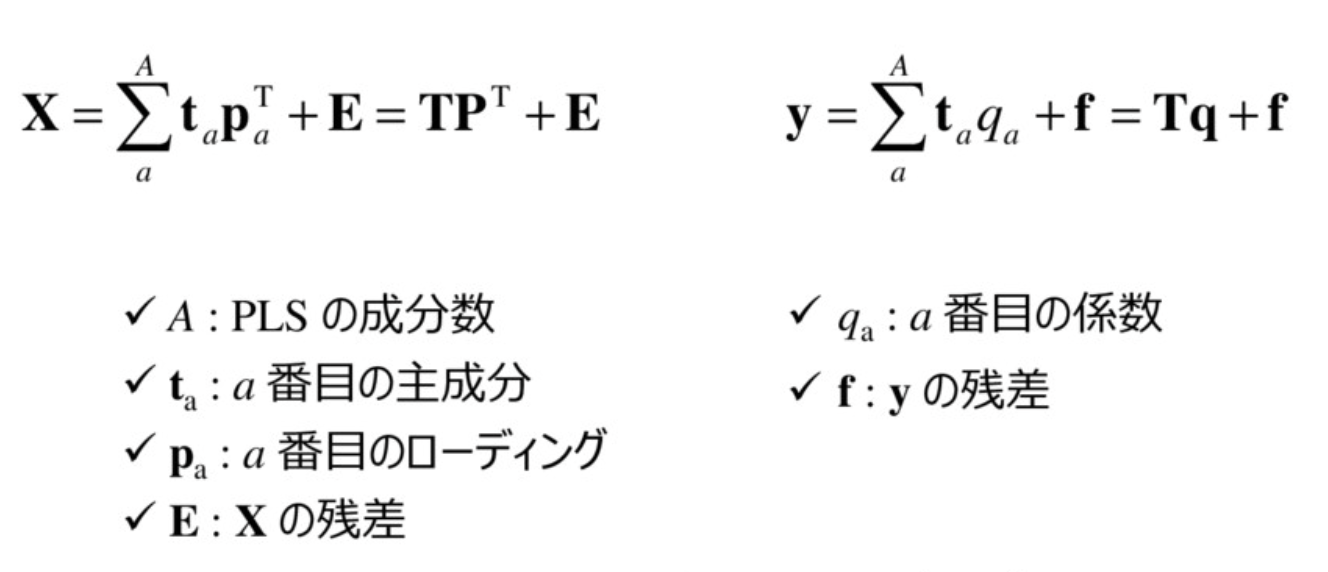 X = ∑_{a}^{A} t_a p_a^T + E = TP^T + E
y = ∑_{a}^{A} t_a q_a + f = Tq + f
✓ A : PLS の成分数
✓ t_a : a 番目の主成分
✓ p_a : a 番目のローディング
✓ E : X の残差
✓ q_a : a 番目の係数
✓ f : y の残差